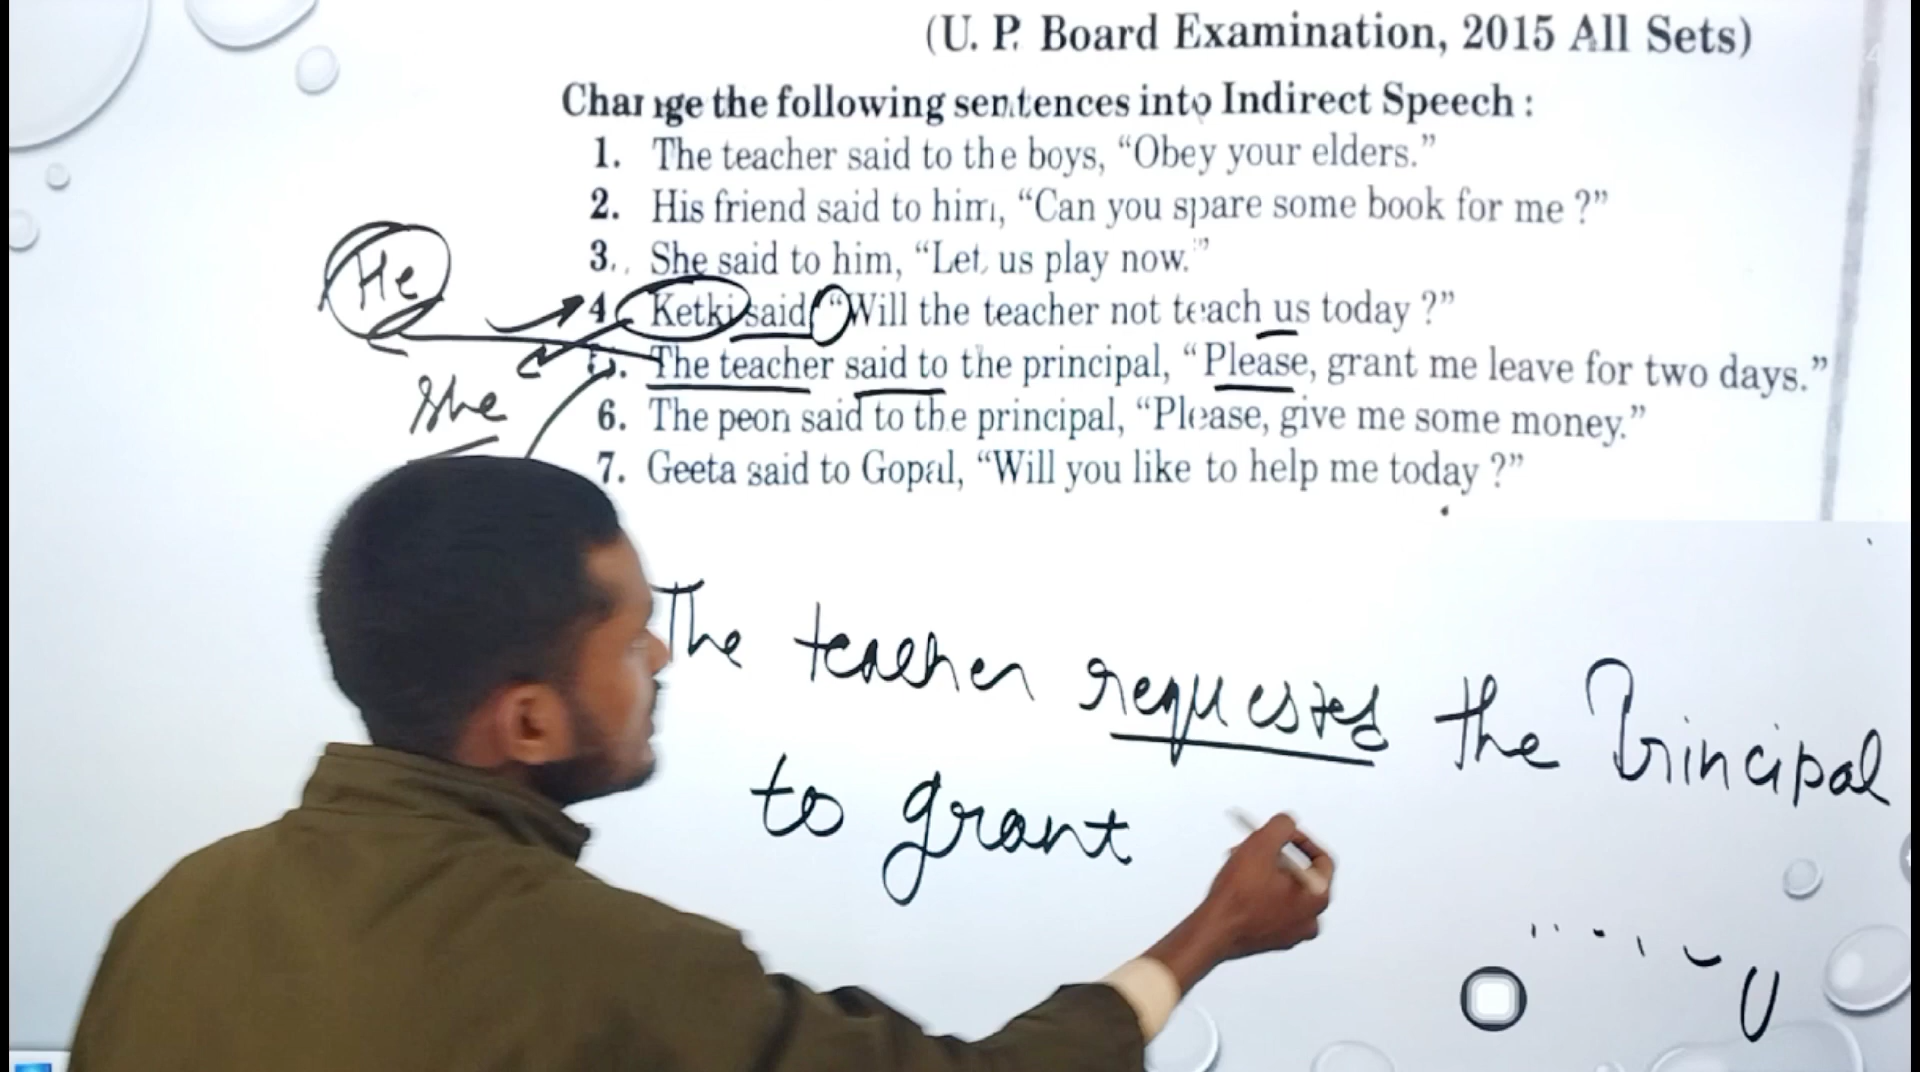 (U. P. Board Examination, 2015 All Sets)
Change the following sentences into Indirect Speech :
1. The teacher said to the boys, “Obey your elders.”
2. His friend said to him, “Can you spare some book for me ?”
3. She said to him, “Let us play now.”
He
4. Ketki said “Will the teacher not teach us today ?”
5. The teacher said to the principal, “Please, grant me leave for two days.”
She
6. The peon said to the principal, “Please, give me some money.”
7. Geeta said to Gopal, “Will you like to help me today ?”
The teacher requested the Principal
to grant